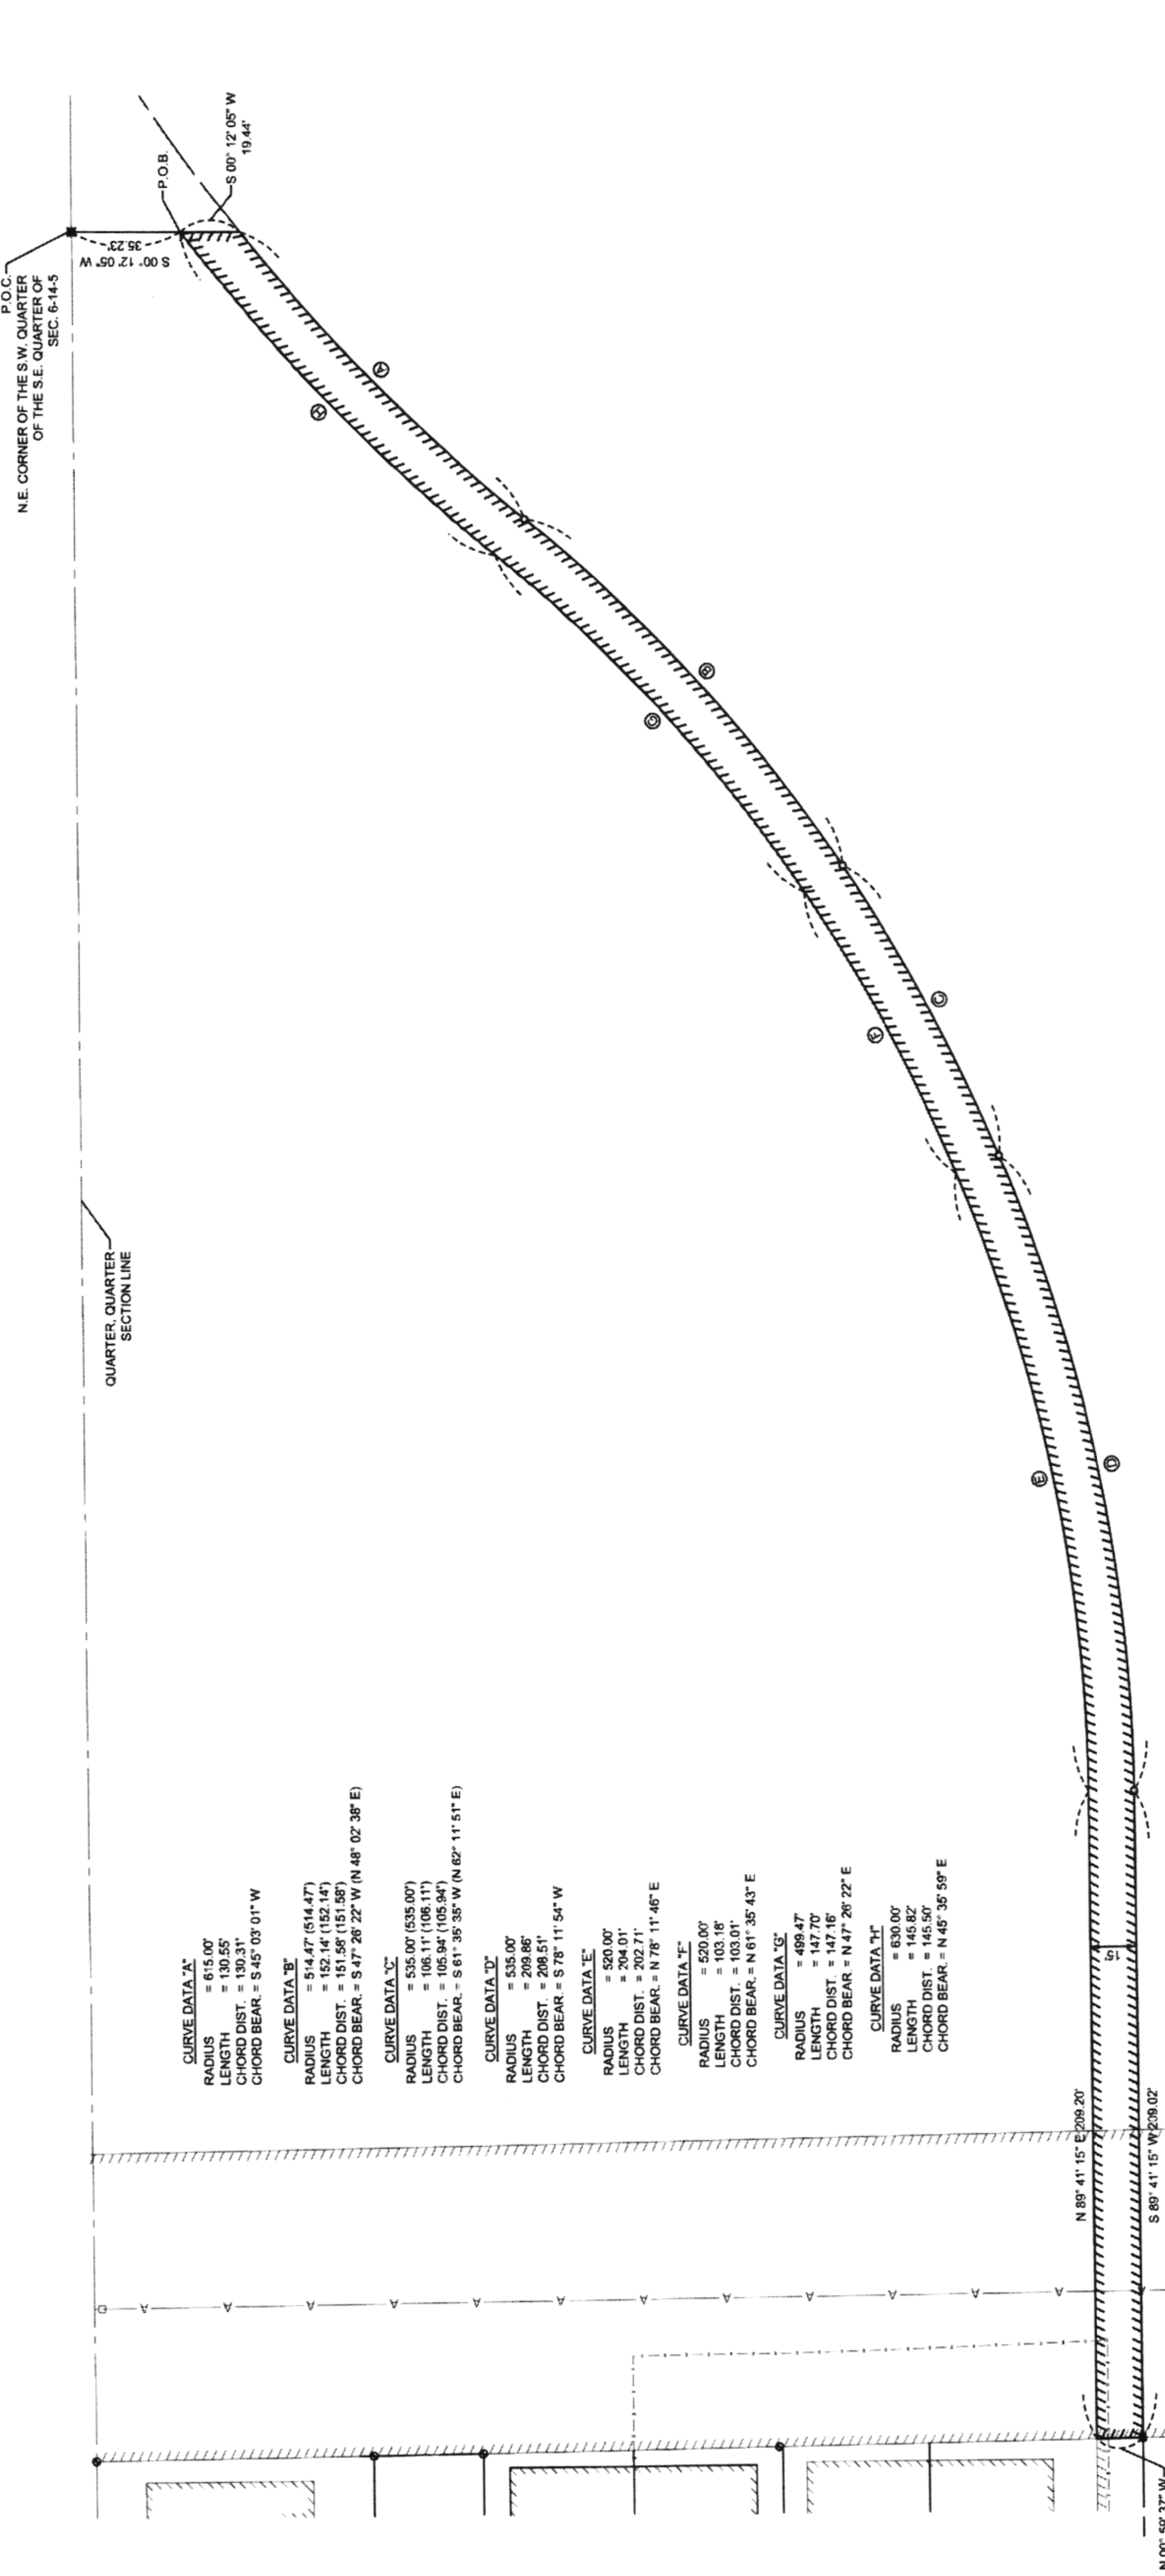 P.O.C.
N.E. CORNER OF THE S.W. QUARTER
OF THE S.E. QUARTER OF
SEC. 6-14-5
S 00° 12' 05" W
35.23'
P.O.B.
S 00° 12' 05" W
19.44'
QUARTER, QUARTER
SECTION LINE
H
A
G
B
F
C
E
D
CURVE DATA "A"
RADIUS = 615.00'
LENGTH = 130.55'
CHORD DIST. = 130.31'
CHORD BEAR. = S 45° 03' 01" W
CURVE DATA "B"
RADIUS = 514.47' (514.47')
LENGTH = 152.14' (152.14')
CHORD DIST. = 151.58' (151.58')
CHORD BEAR. = S 47° 26' 22" W (N 48° 02' 38" E)
CURVE DATA "C"
RADIUS = 535.00' (535.00')
LENGTH = 106.11' (106.11')
CHORD DIST. = 105.94' (105.94')
CHORD BEAR. = S 61° 35' 35" W (N 62° 11' 51" E)
CURVE DATA "D"
RADIUS = 535.00'
LENGTH = 209.86'
CHORD DIST. = 208.51'
CHORD BEAR. = S 78° 11' 54" W
CURVE DATA "E"
RADIUS = 520.00'
LENGTH = 204.01'
CHORD DIST. = 202.71'
CHORD BEAR. = N 78° 11' 46" E
CURVE DATA "F"
RADIUS = 520.00'
LENGTH = 103.18'
CHORD DIST. = 103.01'
CHORD BEAR. = N 61° 35' 43" E
CURVE DATA "G"
RADIUS = 499.47'
LENGTH = 147.70'
CHORD DIST. = 147.16'
CHORD BEAR. = N 47° 26' 22" E
CURVE DATA "H"
RADIUS = 630.00'
LENGTH = 145.82'
CHORD DIST. = 145.50'
CHORD BEAR. = N 45° 35' 59" E
15'
N 89° 41' 15" E 209.20'
S 89° 41' 15" W 209.02'
A A A A A A A A A A A A
N 00° 59' 37" W